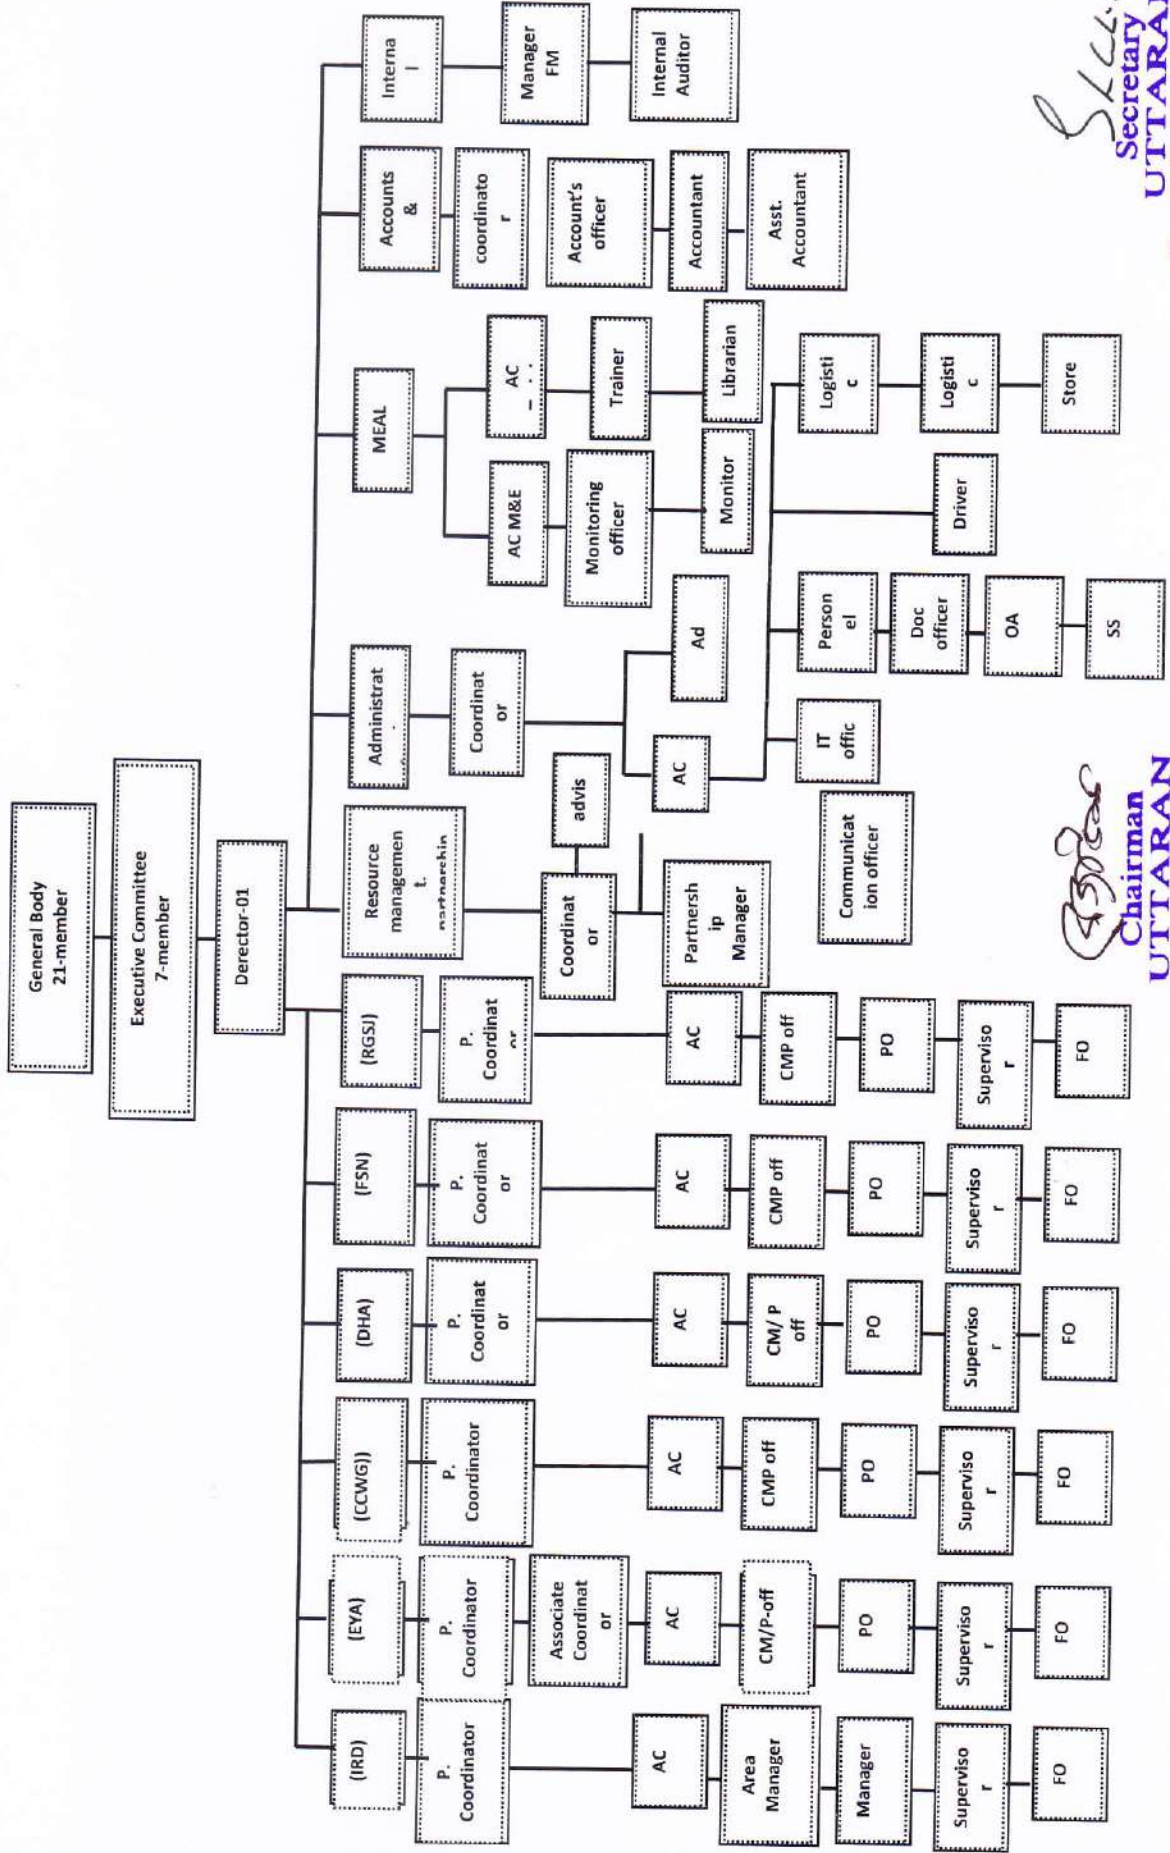 General Body
21-member
Executive Committee
7-member
Derector-01
(IRD)
P.
Coordinator
AC
Area
Manager
Manager
Superviso
r
FO
(EYA)
P.
Coordinator
Associate
Coordinat
or
AC
CM/P-off
PO
Superviso
r
FO
(CCWG))
P.
Coordinator
AC
CMP off
PO
Superviso
r
FO
(DHA)
P.
Coordinat
or
AC
CM/ P
off
PO
Superviso
r
FO
(FSN)
P.
Coordinat
or
AC
CMP off
PO
Superviso
r
FO
(RGSJ)
P.
Coordinat
or
AC
CMP off
PO
Superviso
r
FO
Resource
managemen
t.
partnership
Coordinat
or
advis
Partnersh
ip
Manager
Communicat
ion officer
Administrat
Coordinat
or
AC
Ad
IT
offic
Person
el
Doc
officer
OA
SS
Driver
Logisti
c
Logisti
c
Store
MEAL
AC M&E
Monitoring
officer
Monitor
AC
Trainer
Librarian
Accounts
&
coordinato
r
Account's
officer
Accountant
Asst.
Accountant
Interna
l
Manager
FM
Internal
Auditor
Chairman
UTTARAN
Secretary
UTTARAN